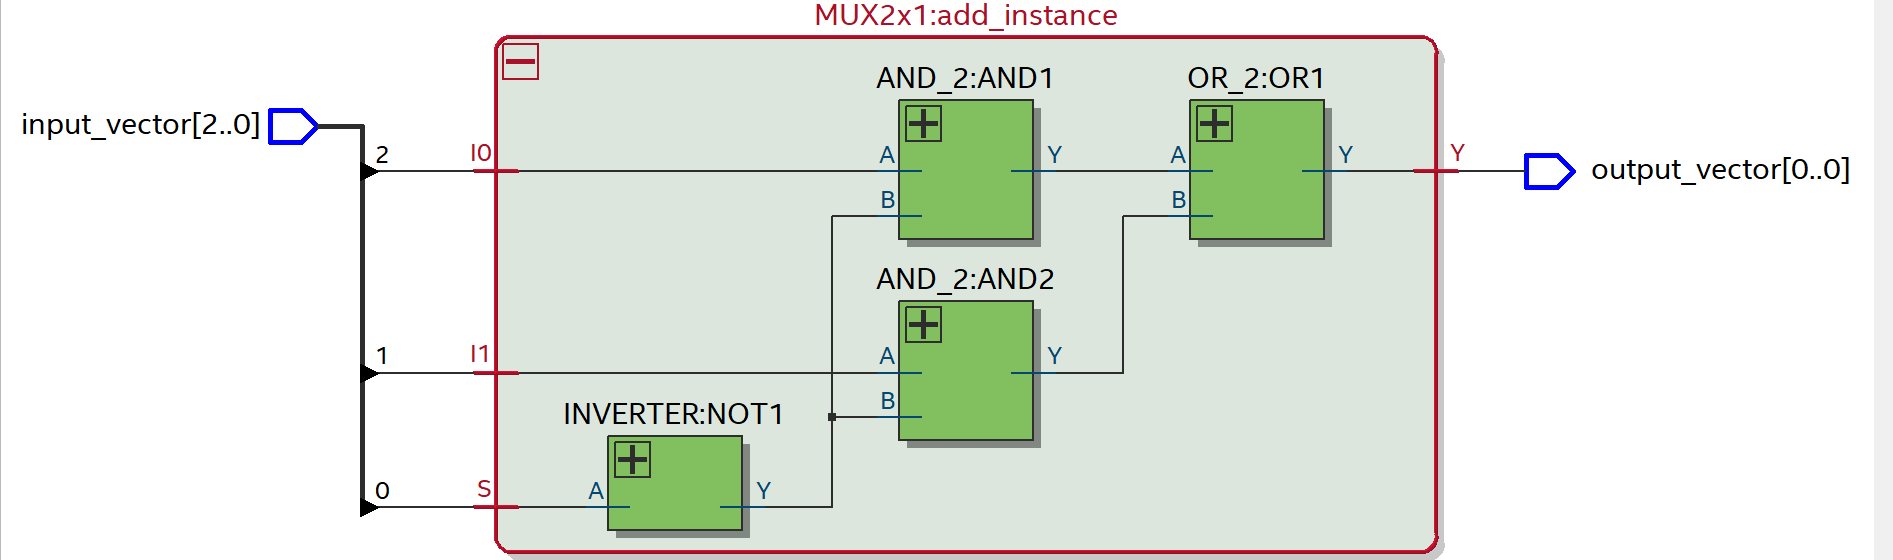 MUX2x1:add_instance
AND_2:AND1
OR_2:OR1
input_vector[2..0]
2
I0
A
Y
A
Y
Y
output_vector[0..0]
B
B
AND_2:AND2
1
I1
A
Y
B
INVERTER:NOT1
0
S
A
Y